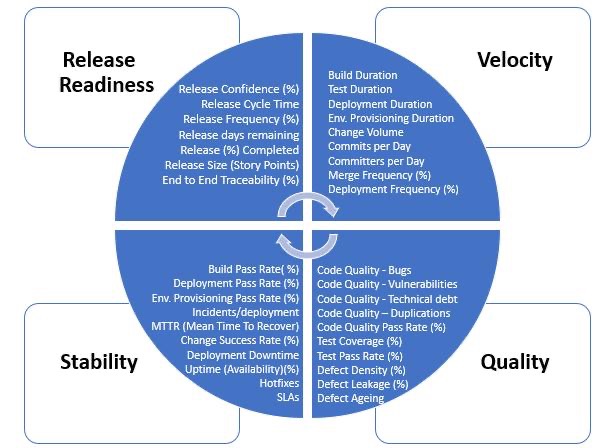 Release
Readiness
Release Confidence (%)
Release Cycle Time
Release Frequency (%)
Release days remaining
Release (%) Completed
Release Size (Story Points)
End to End Traceability (%)
Velocity
Build Duration
Test Duration
Deployment Duration
Env. Provisioning Duration
Change Volume
Commits per Day
Committers per Day
Merge Frequency (%)
Deployment Frequency (%)
Stability
Build Pass Rate( %)
Deployment Pass Rate (%)
Env. Provisioning Pass Rate (%)
Incidents/deployment
MTTR (Mean Time To Recover)
Change Success Rate (%)
Deployment Downtime
Uptime (Availability)(%)
Hotfixes
SLAs
Quality
Code Quality - Bugs
Code Quality - Vulnerabilities
Code Quality - Technical debt
Code Quality – Duplications
Code Quality Pass Rate (%)
Test Coverage (%)
Test Pass Rate (%)
Defect Density (%)
Defect Leakage (%)
Defect Ageing